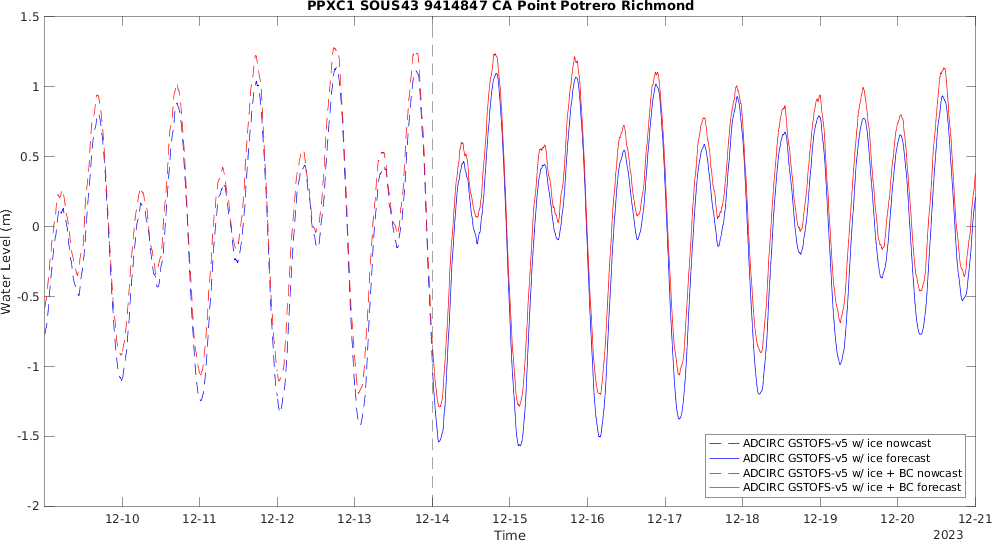 PPXC1 SOUS43 9414847 CA Point Potrero Richmond
1.5
1
0.5
0
-0.5
-1
-1.5
-2
Water Level (m)
12-10 12-11 12-12 12-13 12-14 12-15 12-16 12-17 12-18 12-19 12-20 12-21
Time
2023
ADCIRC GSTOFS-v5 w/ ice nowcast
ADCIRC GSTOFS-v5 w/ ice forecast
ADCIRC GSTOFS-v5 w/ ice + BC nowcast
ADCIRC GSTOFS-v5 w/ ice + BC forecast